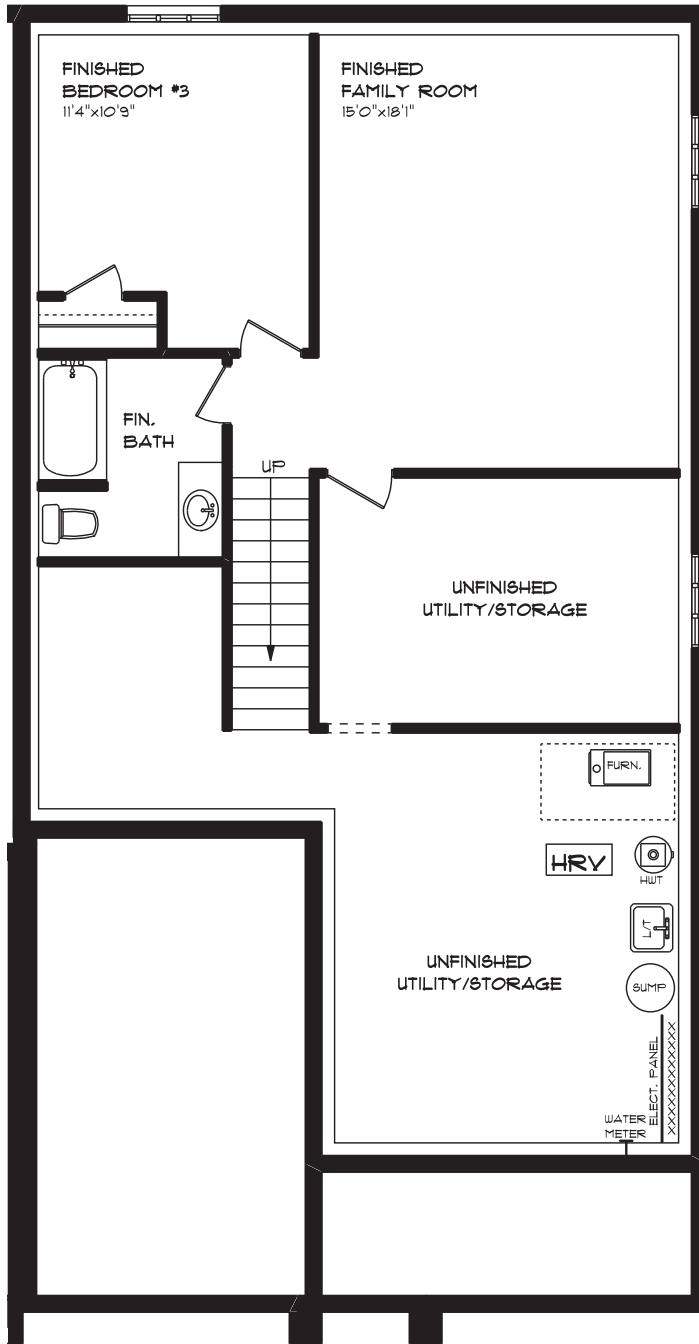 FINISHED
BEDROOM #3
11'4"x10'9"
FINISHED
FAMILY ROOM
15'0"x18'1"
FIN.
BATH
UP
UNFINISHED
UTILITY/STORAGE
FURN.
HRV
HWT
L/T
UNFINISHED
UTILITY/STORAGE
SUMP
ELECT. PANEL
XXXXXXXXXXXX
WATER
METER